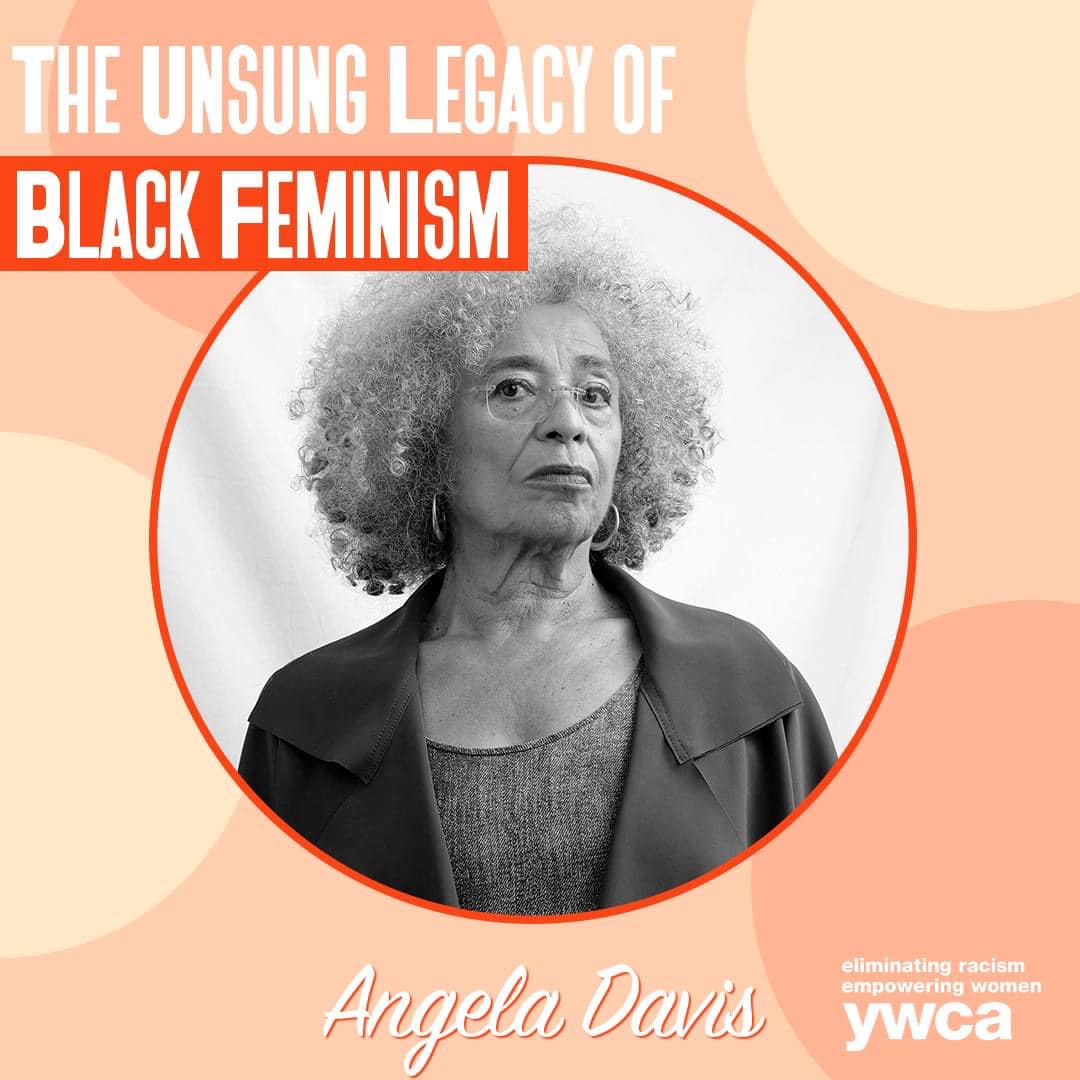 The Unsung Legacy of
Black Feminism
Angela Davis
eliminating racism
empowering women
ywca